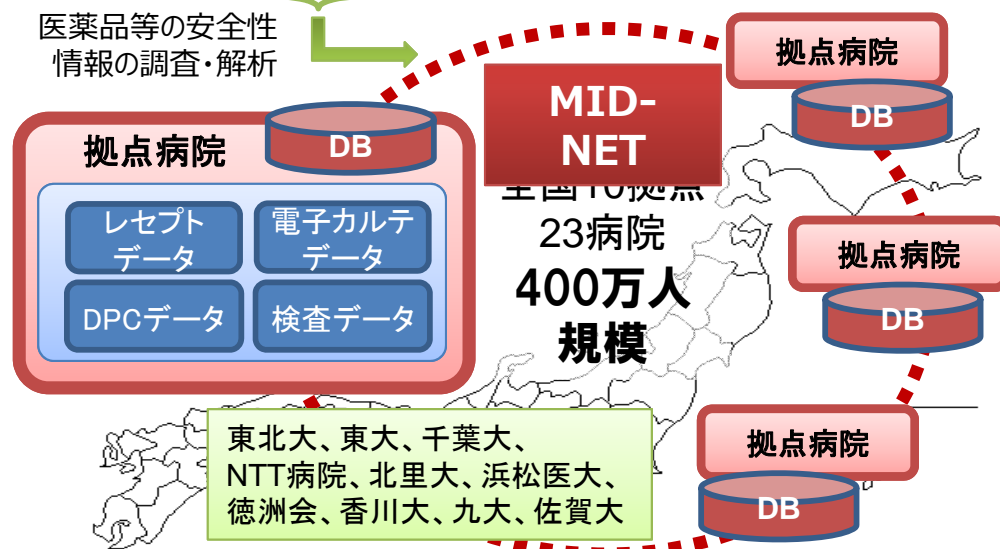 医薬品等の安全性
情報の調査・解析
拠点病院
DB
レセプト
データ
電子カルテ
データ
DPCデータ
検査データ
MID-
NET
全国10拠点
23病院
400万人
規模
拠点病院
DB
拠点病院
DB
拠点病院
DB
東北大、東大、千葉大、
NTT病院、北里大、浜松医大、
徳洲会、香川大、九大、佐賀大